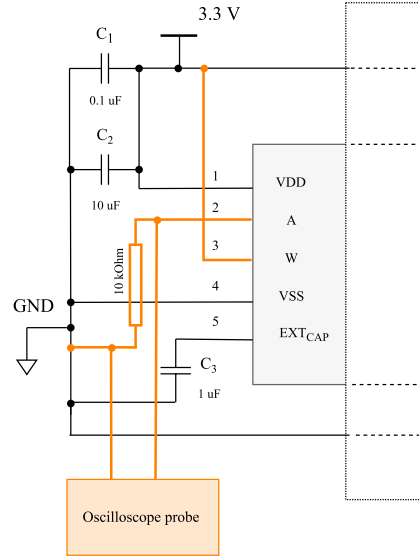 3.3 V
C1
0.1 uF
C2
10 uF
1
VDD
2
A
10 kOhm
3
W
GND
4
VSS
5
EXTCAP
C3
1 uF
Oscilloscope probe